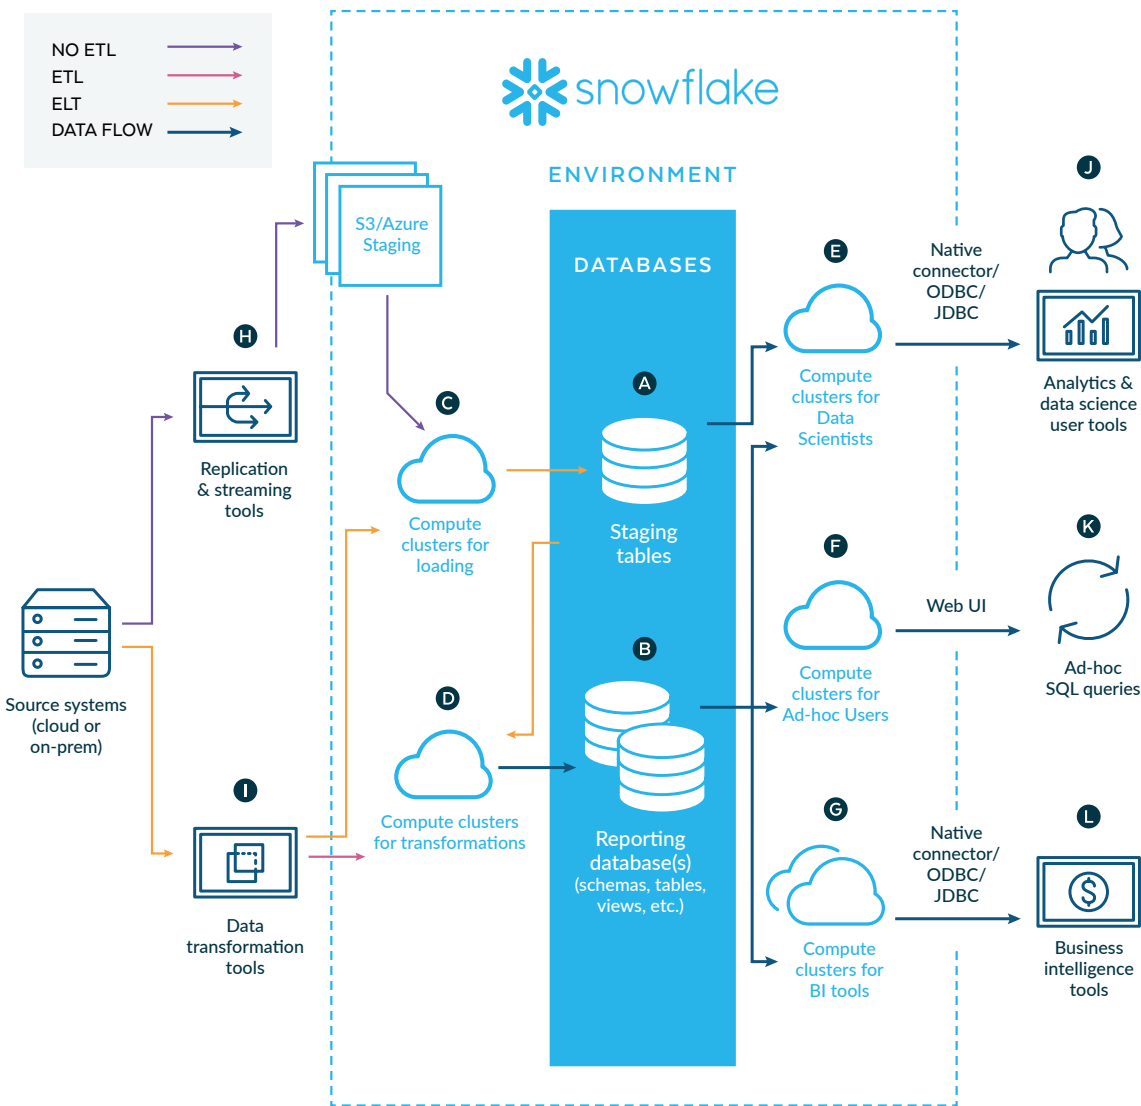 NO ETL
ETL
ELT
DATA FLOW
snowflake
ENVIRONMENT
DATABASES
S3/Azure
Staging
H
Replication
& streaming
tools
Source systems
(cloud or
on-prem)
I
Data
transformation
tools
C
Compute
clusters for
loading
D
Compute clusters
for transformations
A
Staging
tables
B
Reporting
database(s)
(schemas, tables,
views, etc.)
E
Compute
clusters for
Data
Scientists
F
Compute
clusters for
Ad-hoc Users
G
Compute
clusters for
BI tools
Native
connector/
ODBC/
JDBC
Web UI
Native
connector/
ODBC/
JDBC
J
Analytics &
data science
user tools
K
Ad-hoc
SQL queries
L
$
Business
intelligence
tools